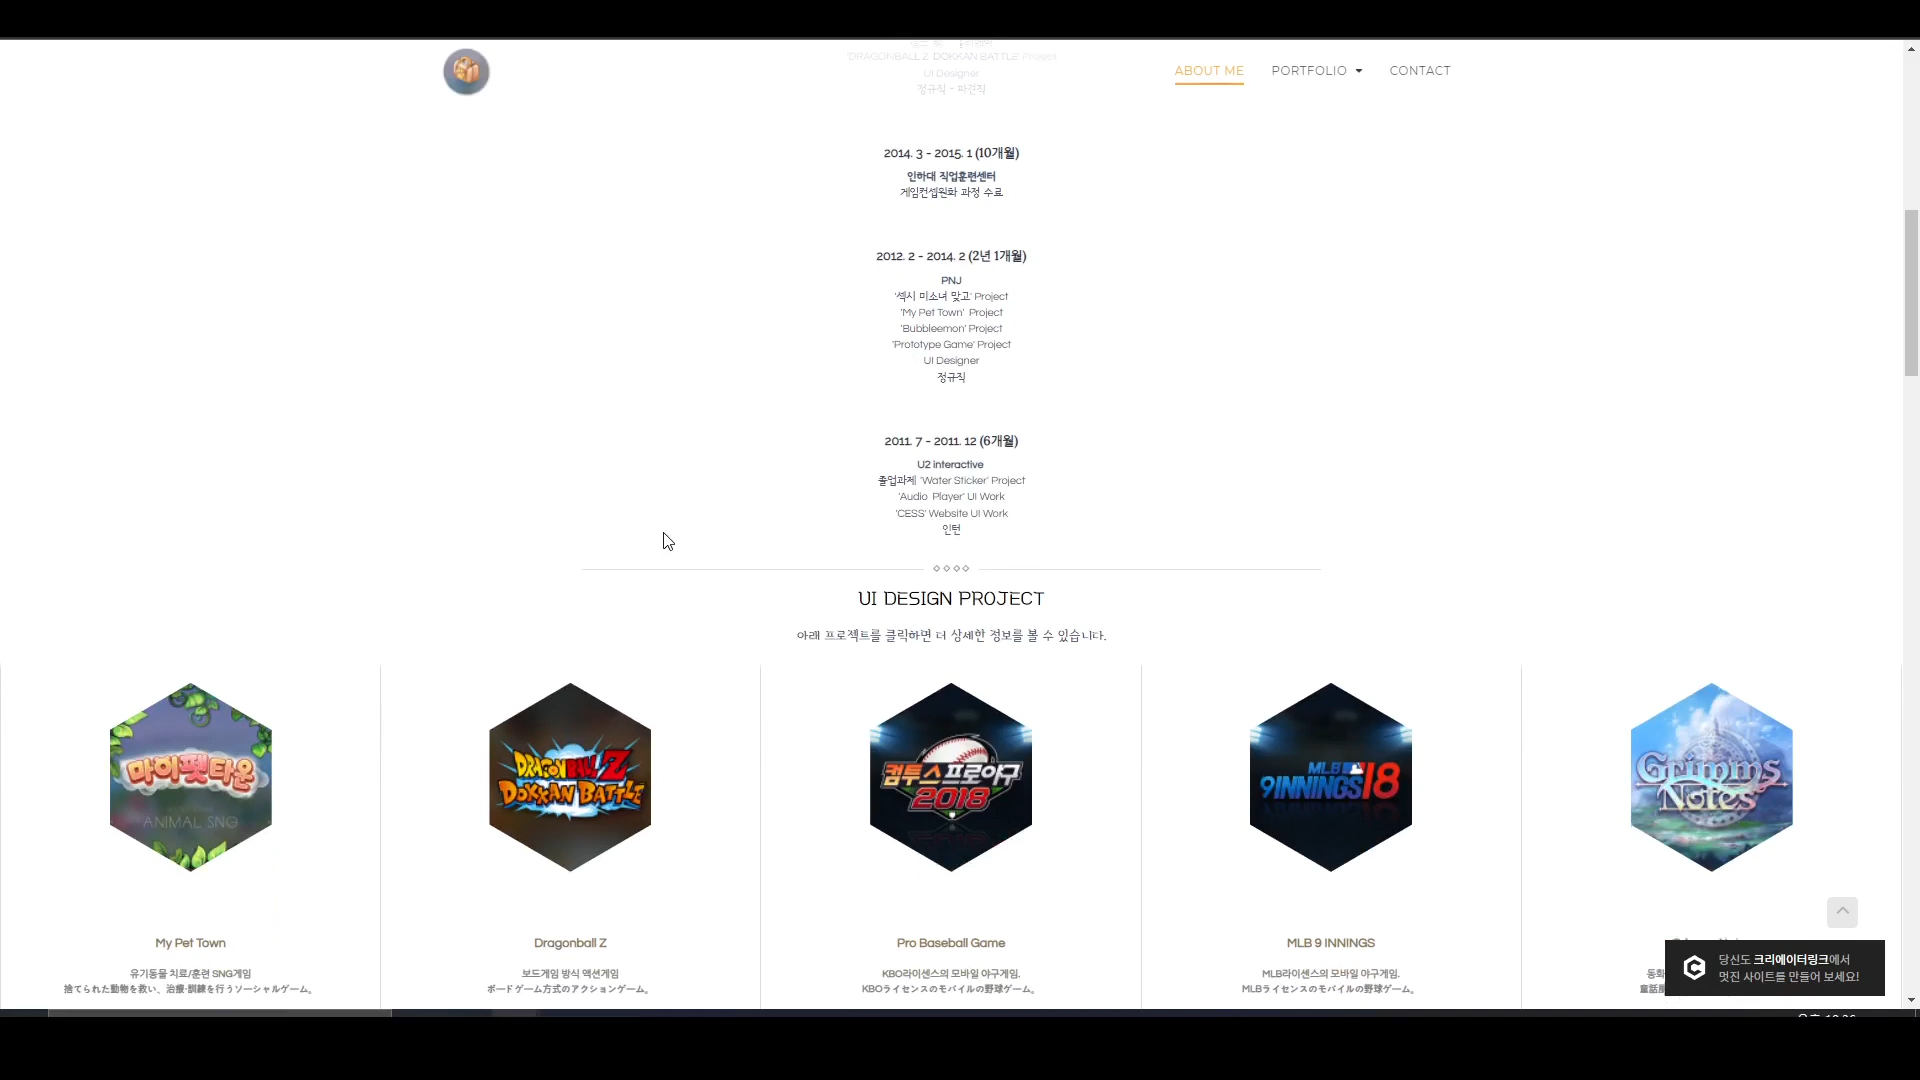 'DRAGONBALL Z DOKKAN BATTLE' Project
UI Designer
정규직 - 파견직
ABOUT ME
PORTFOLIO
CONTACT
2014. 3 - 2015. 1 (10개월)
인하대 직업훈련센터
게임컨셉원화 과정 수료
2012. 2 - 2014. 2 (2년 1개월)
PNJ
'섹시 미소녀 맞고' Project
'My Pet Town' Project
'Bubbleemon' Project
'Prototype Game' Project
UI Designer
정규직
2011. 7 - 2011. 12 (6개월)
U2 interactive
졸업과제 'Water Sticker' Project
'Audio Player' UI Work
'CESS' Website UI Work
인턴
UI DESIGN PROJECT
아래 프로젝트를 클릭하면 더 상세한 정보를 볼 수 있습니다.
마이펫타운
ANIMAL SNG
DRAGONBALL Z
DOKKAN BATTLE
컴투스프로야구
2018
MLB
9INNINGS'18
Grimms
Notes
My Pet Town
유기동물 치료/훈련 SNG게임
捨てられた動物を救い、治療·訓練を行うソーシャルゲーム。
Dragonball Z
보드게임 방식 액션게임
ボードゲーム方式のアクションゲーム。
Pro Baseball Game
KBO라이센스의 모바일 야구게임.
KBOライセンスのモバイルの野球ゲーム。
MLB 9 INNINGS
MLB라이센스의 모바일 야구게임.
MLBライセンスのモバイルの野球ゲーム。
동화
童話
당신도 크리에이터링크에서
멋진 사이트를 만들어 보세요!